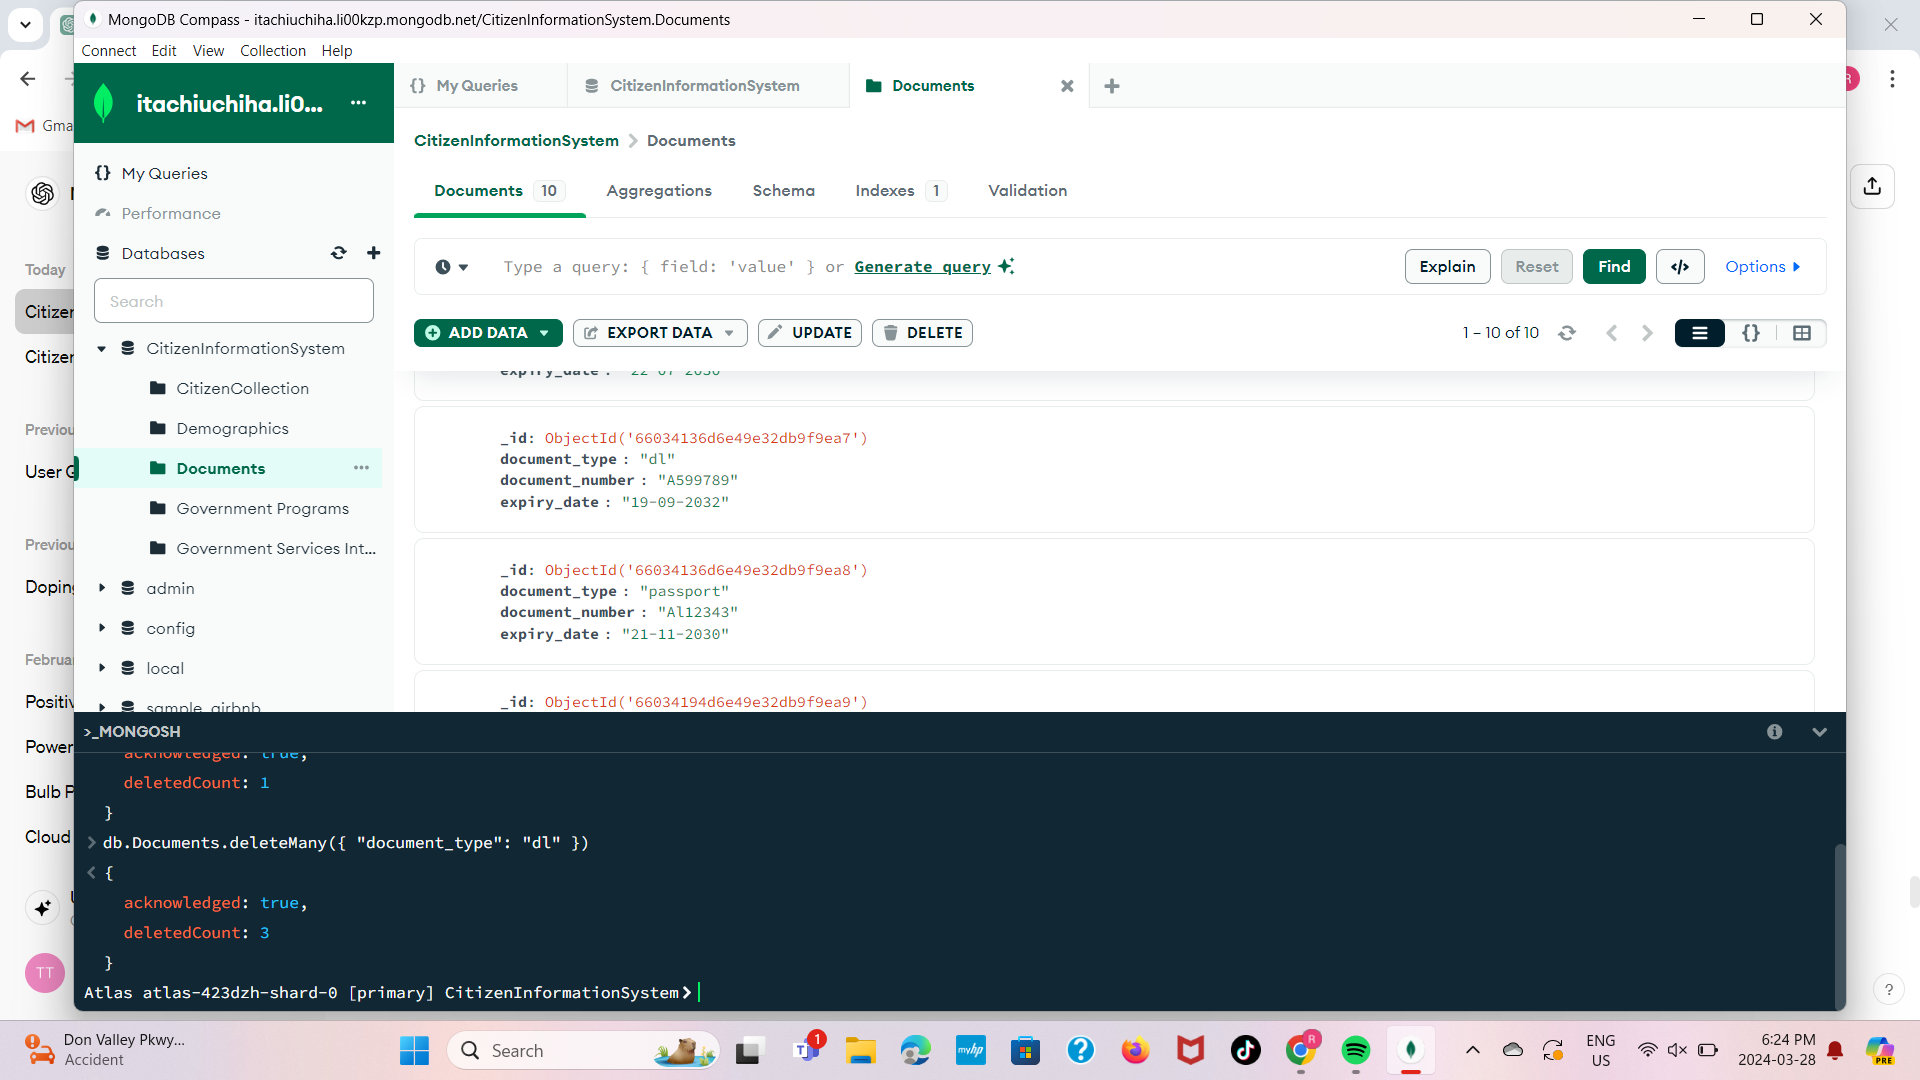 MongoDB Compass - itachiuchiha.li00kzp.mongodb.net/CitizenInformationSystem.Documents
Connect Edit View Collection Help
itachiuchiha.li0... ...
{} My Queries
CitizenInformationSystem
Documents
Gma
CitizenInformationSystem > Documents
{} My Queries
Performance
Databases
Search
Documents 10 Aggregations Schema Indexes 1 Validation
Type a query: { field: 'value' } or Generate query
Explain Reset Find </> Options
ADD DATA EXPORT DATA UPDATE DELETE 1 – 10 of 10 {}
Today
Citizen
Citizen
Previou
User
Previou
Doping
Februa
Positiv
Power
Bulb P
Cloud
TT
CitizenInformationSystem
CitizenCollection
Demographics
Documents ...
Government Programs
Government Services Int...
admin
config
local
sample_airbnb
expiry_date : "22-07-2030"
_id: ObjectId('66034136d6e49e32db9f9ea7')
document_type : "dl"
document_number : "A599789"
expiry_date : "19-09-2032"
_id: ObjectId('66034136d6e49e32db9f9ea8')
document_type : "passport"
document_number : "Al12343"
expiry_date : "21-11-2030"
_id: ObjectId('66034194d6e49e32db9f9ea9')
>_MONGOSH
acknowledged: true,
deletedCount: 1
}
> db.Documents.deleteMany({ "document_type": "dl" })
< {
acknowledged: true,
deletedCount: 3
}
Atlas atlas-423dzh-shard-0 [primary] CitizenInformationSystem>
?
Don Valley Pkwy...
Accident
Search
1
myhp
?
R
ENG
US
6:24 PM
2024-03-28
PRE